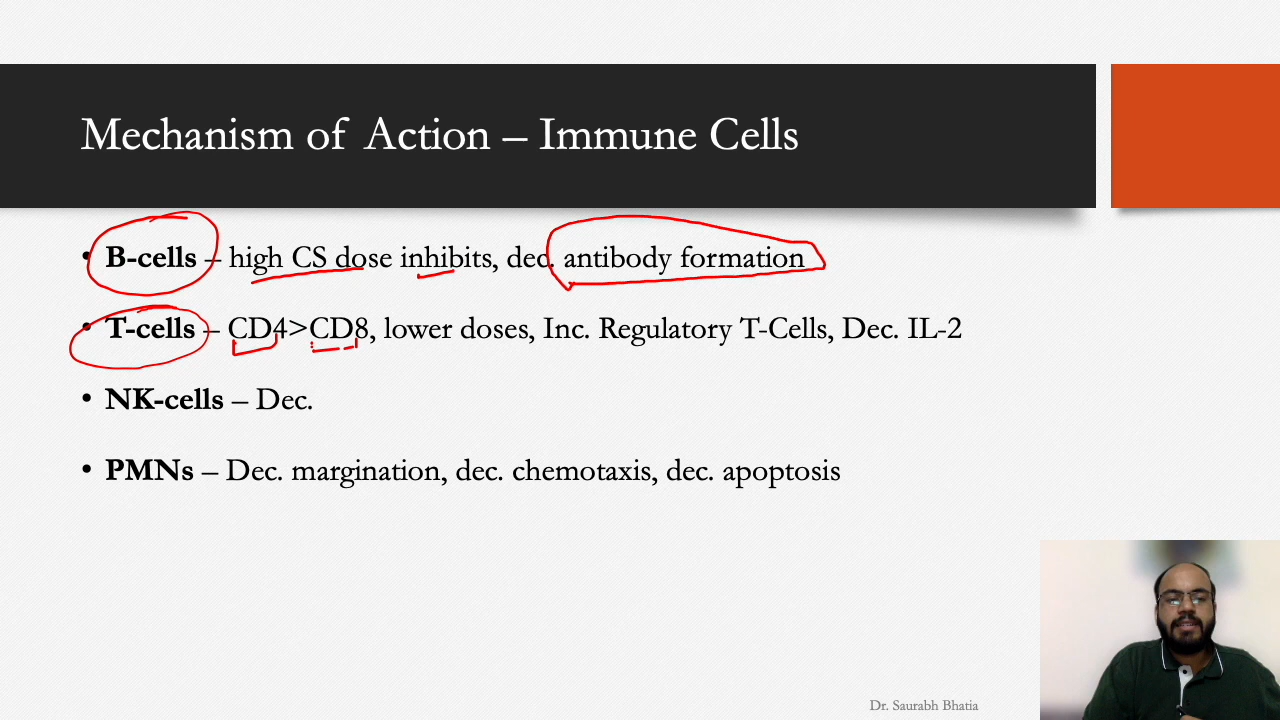 Mechanism of Action – Immune Cells
• B-cells – high CS dose inhibits, dec. antibody formation
• T-cells – CD4>CD8, lower doses, Inc. Regulatory T-Cells, Dec. IL-2
• NK-cells – Dec.
• PMNs – Dec. margination, dec. chemotaxis, dec. apoptosis
Dr. Saurabh Bhatia